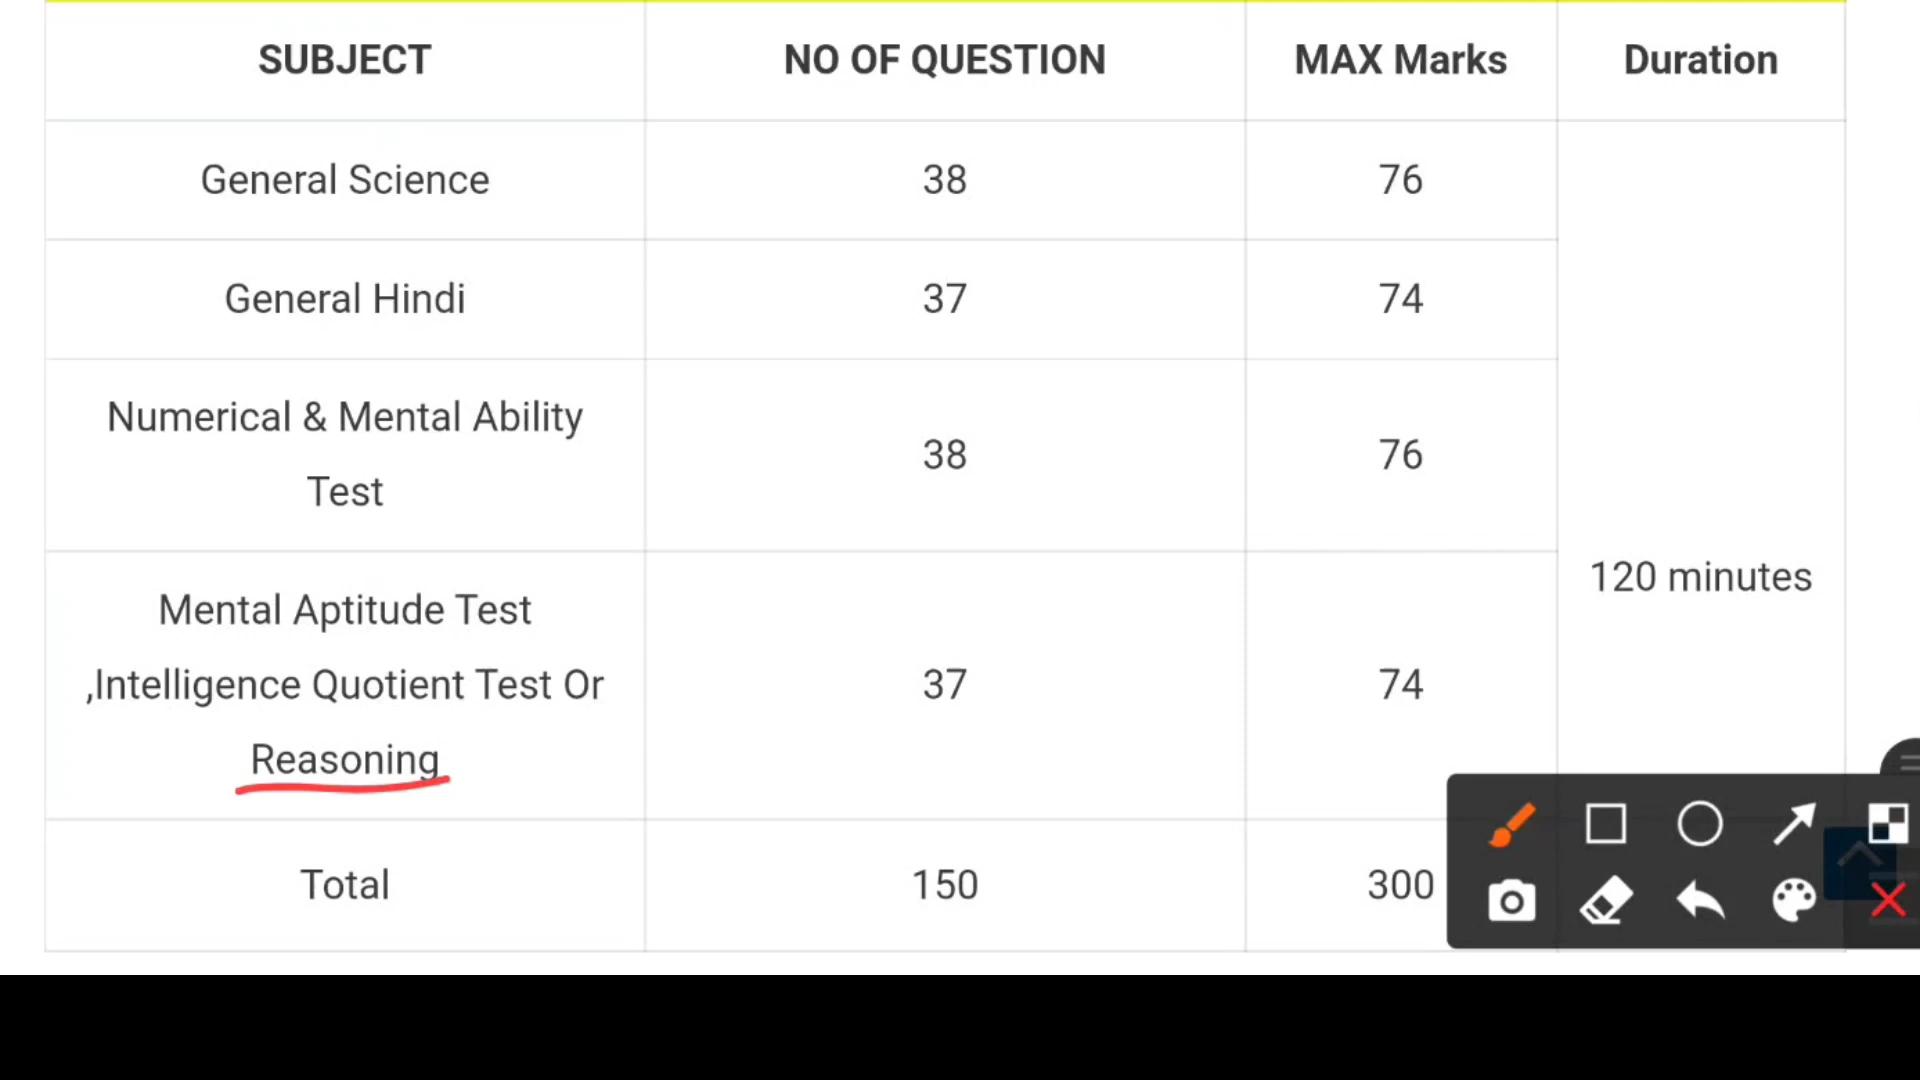 SUBJECT NO OF QUESTION MAX Marks Duration
General Science 38 76
General Hindi 37 74
Numerical & Mental Ability
Test
38 76
120 minutes
Mental Aptitude Test
,Intelligence Quotient Test Or
Reasoning
37 74
Total 150 300